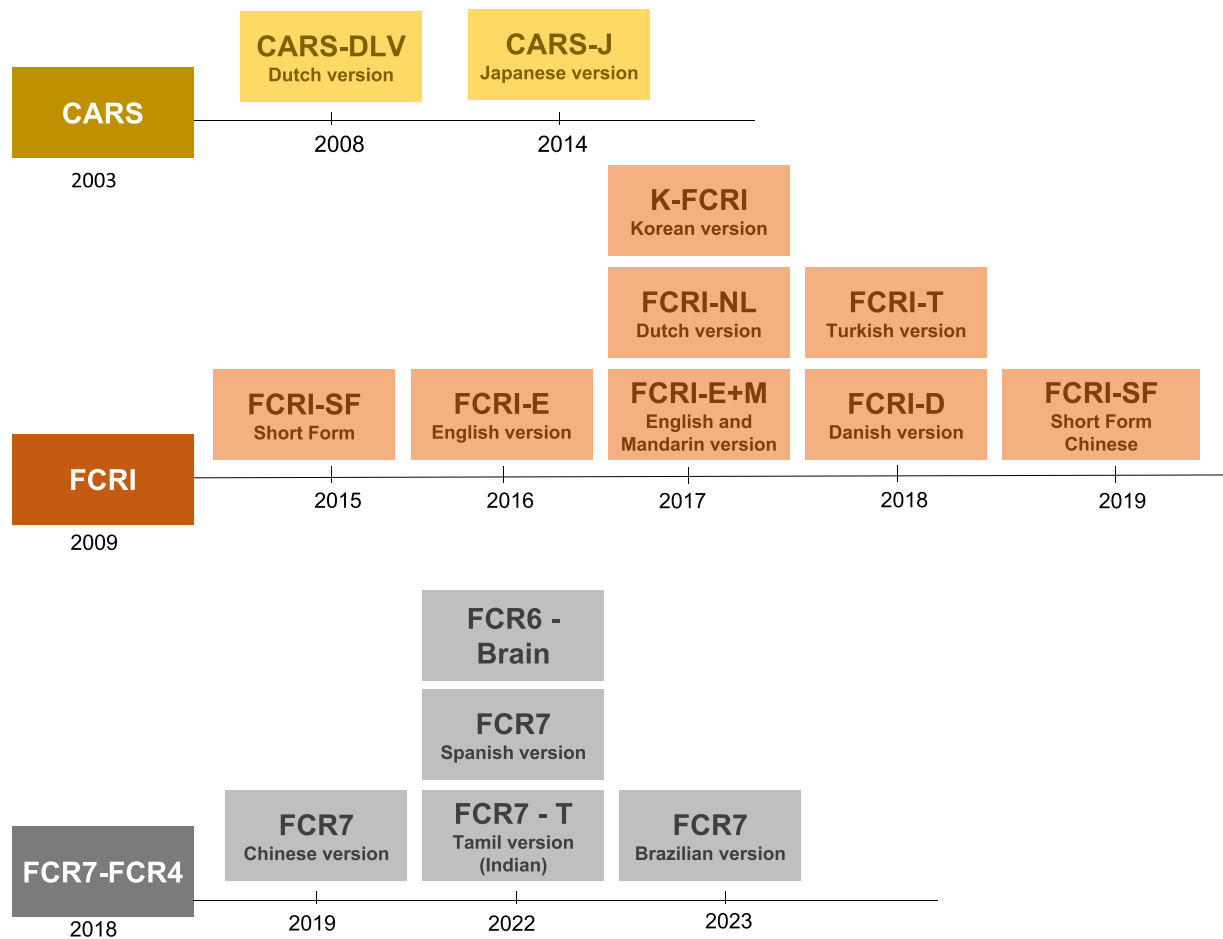 CARS-DLV
Dutch version
CARS-J
Japanese version
CARS
2008
2014
2003
K-FCRI
Korean version
FCRI-NL
Dutch version
FCRI-T
Turkish version
FCRI-SF
Short Form
FCRI-E
English version
FCRI-E+M
English and
Mandarin version
FCRI-D
Danish version
FCRI-SF
Short Form
Chinese
FCRI
2015
2016
2017
2018
2019
2009
FCR6 -
Brain
FCR7
Spanish version
FCR7
Chinese version
FCR7 - T
Tamil version
(Indian)
FCR7
Brazilian version
FCR7-FCR4
2018
2019
2022
2023